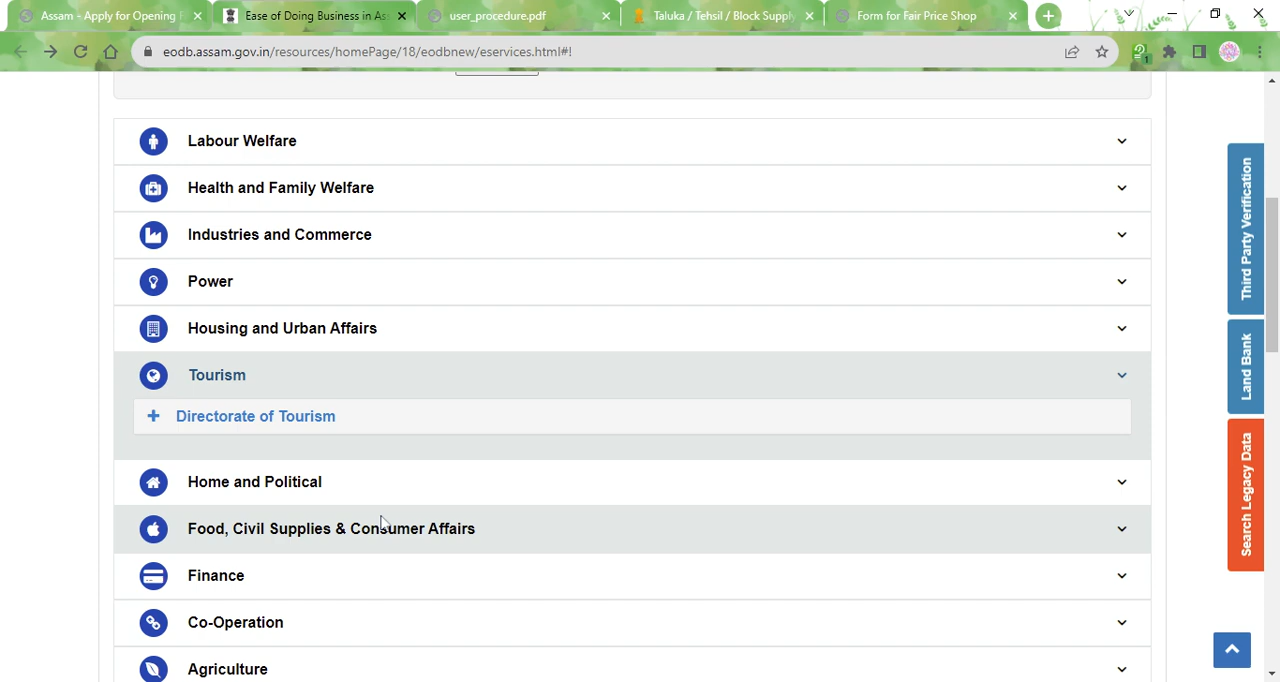 Assam - Apply for Opening F
Ease of Doing Business in Ass
user_procedure.pdf
Taluka / Tehsil / Block Supply
Form for Fair Price Shop
eodb.assam.gov.in/resources/homePage/18/eodbnew/eservices.html#!
1
Labour Welfare
Health and Family Welfare
Industries and Commerce
Power
Housing and Urban Affairs
Tourism
+ Directorate of Tourism
Home and Political
Food, Civil Supplies & Consumer Affairs
Finance
Co-Operation
Agriculture
Third Party Verification
Land Bank
Search Legacy Data